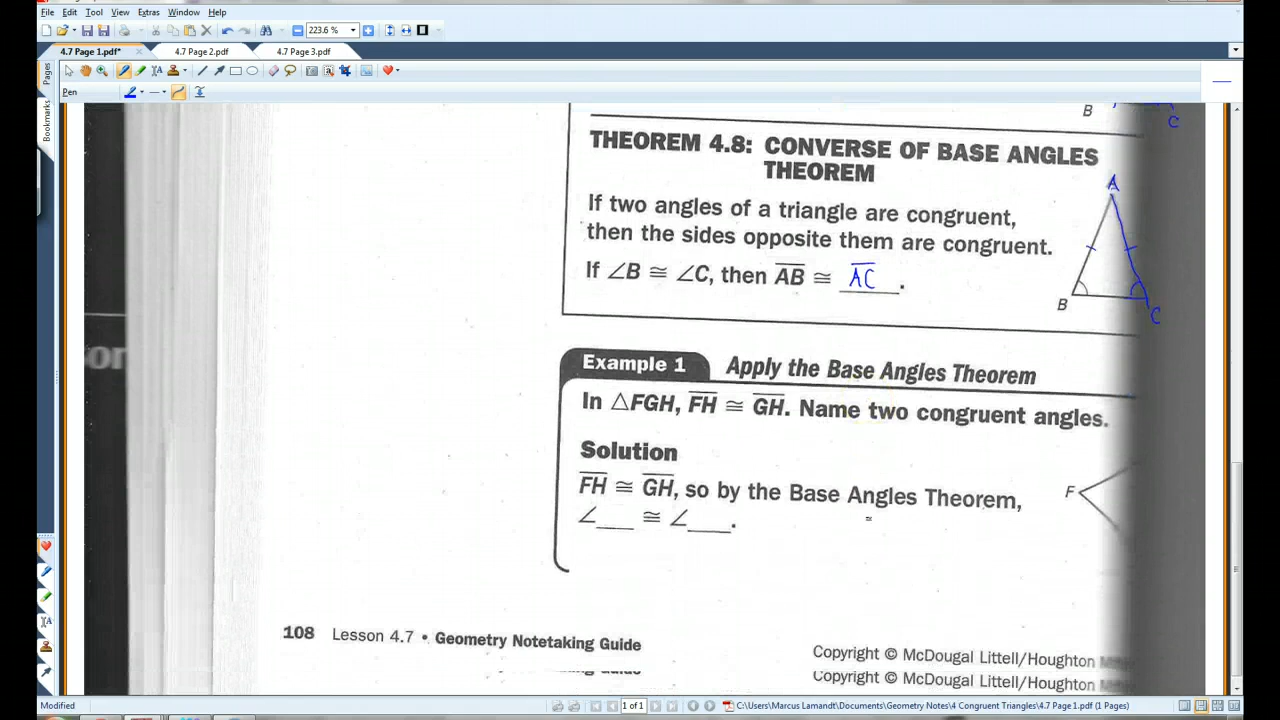 File Edit Tool View Extras Window Help
223.6 %
4.7 Page 1.pdf* 4.7 Page 2.pdf 4.7 Page 3.pdf
Pen
Pages
Bookmarks
B
C
THEOREM 4.8: CONVERSE OF BASE ANGLES
THEOREM
If two angles of a triangle are congruent,
then the sides opposite them are congruent.
If ∠B ≅ ∠C, then AB ≅ AC.
A
B
C
Example 1 Apply the Base Angles Theorem
In △FGH, FH ≅ GH. Name two congruent angles.
Solution
FH ≅ GH, so by the Base Angles Theorem,
∠___ ≅ ∠___.
F
108 Lesson 4.7 • Geometry Notetaking Guide
Copyright © McDougal Littell/Houghton
Copyright © McDougal Littell/Houghton
Modified
1 of 1
C:\Users\Marcus Lamandt\Documents\Geometry Notes\4 Congruent Triangles\4.7 Page 1.pdf (1 Pages)